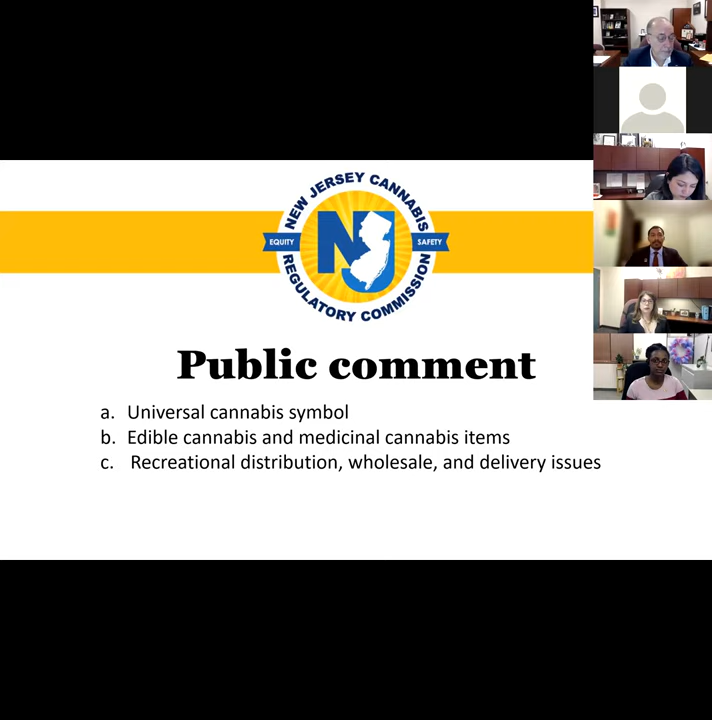 NEW JERSEY CANNABIS
EQUITY
NJ
SAFETY
REGULATORY COMMISSION
Public comment
a. Universal cannabis symbol
b. Edible cannabis and medicinal cannabis items
c. Recreational distribution, wholesale, and delivery issues